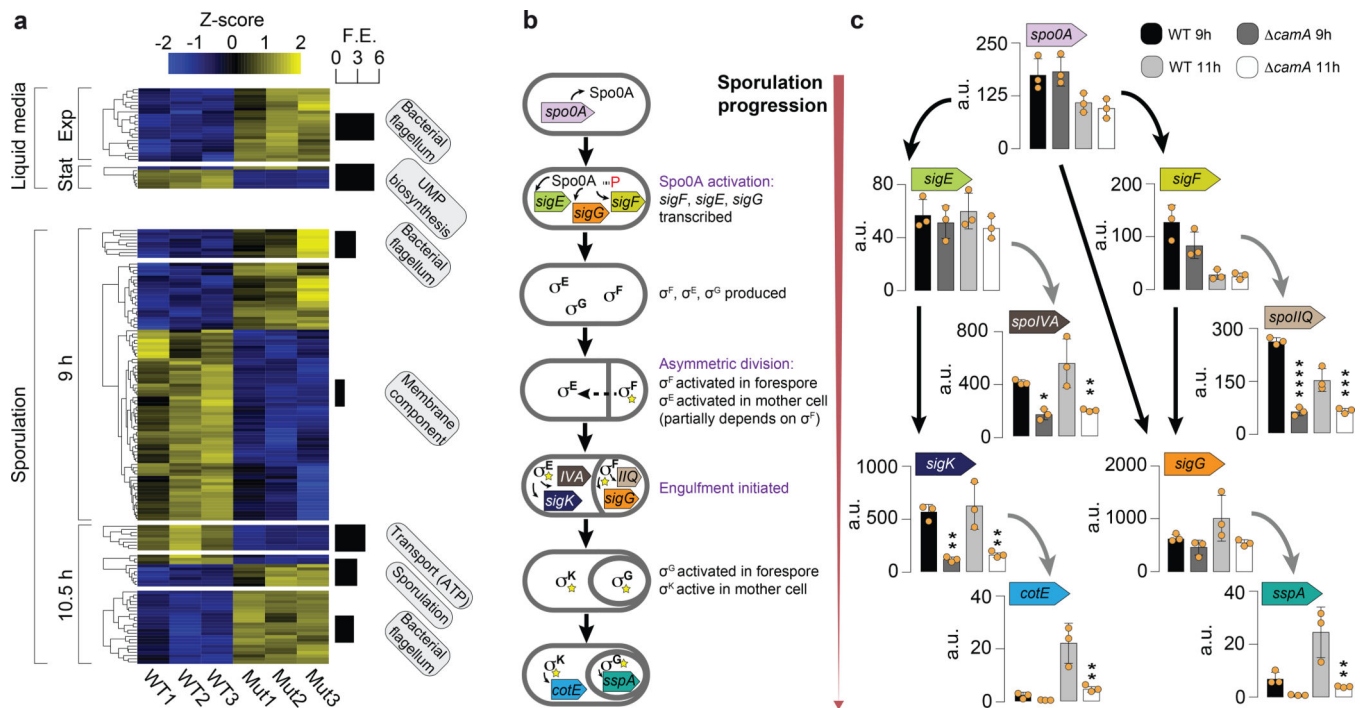 a
Z-score
-2 -1 0 1 2
F.E.
0 3 6
Liquid media
Exp
Stat
Sporulation
9 h
10.5 h
Bacterial
flagellum
UMP
biosynthesis
Bacterial
flagellum
Membrane
component
Transport (ATP)
Sporulation
Bacterial
flagellum
WT1 WT2 WT3 Mut1 Mut2 Mut3
b
Sporulation
progression
Spo0A
spo0A
Spo0A P
sigE sigG sigF
Spo0A activation:
sigF, sigE, sigG
transcribed
σE σG σF
σF, σE, σG produced
σE σF
Asymmetric division:
σF activated in forespore
σE activated in mother cell
(partially depends on σF)
σE IVA σF IIQ
sigK sigG
Engulfment initiated
σK σG
σG activated in forespore
σK active in mother cell
σK σG
cotE sspA
c
WT 9h
ΔcamA 9h
WT 11h
ΔcamA 11h
spo0A
a.u.
250
125
0
sigE
a.u.
80
40
0
sigF
a.u.
200
100
0
spoIVA
a.u.
800
400
0
* **
spoIIQ
a.u.
300
150
0
**** ***
sigK
a.u.
1000
500
0
** **
sigG
a.u.
2000
1000
0
cotE
a.u.
40
20
0
**
sspA
a.u.
40
20
0
**